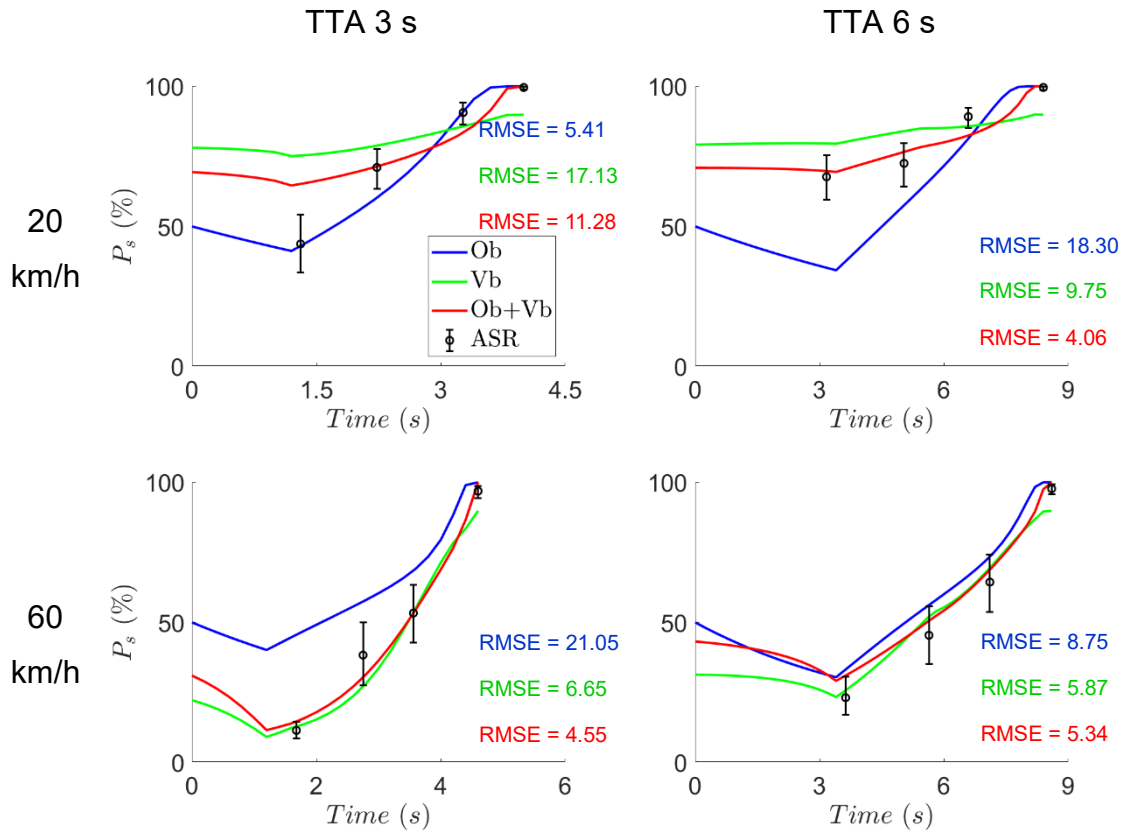 TTA 3 s
TTA 6 s
20
km/h
100
50
0
P_s (%)
0
1.5
3
4.5
Time (s)
RMSE = 5.41
RMSE = 17.13
RMSE = 11.28
Ob
Vb
Ob+Vb
ASR
100
50
0
0
3
6
9
Time (s)
RMSE = 18.30
RMSE = 9.75
RMSE = 4.06
60
km/h
100
50
0
P_s (%)
0
2
4
6
Time (s)
RMSE = 21.05
RMSE = 6.65
RMSE = 4.55
100
50
0
0
3
6
9
Time (s)
RMSE = 8.75
RMSE = 5.87
RMSE = 5.34